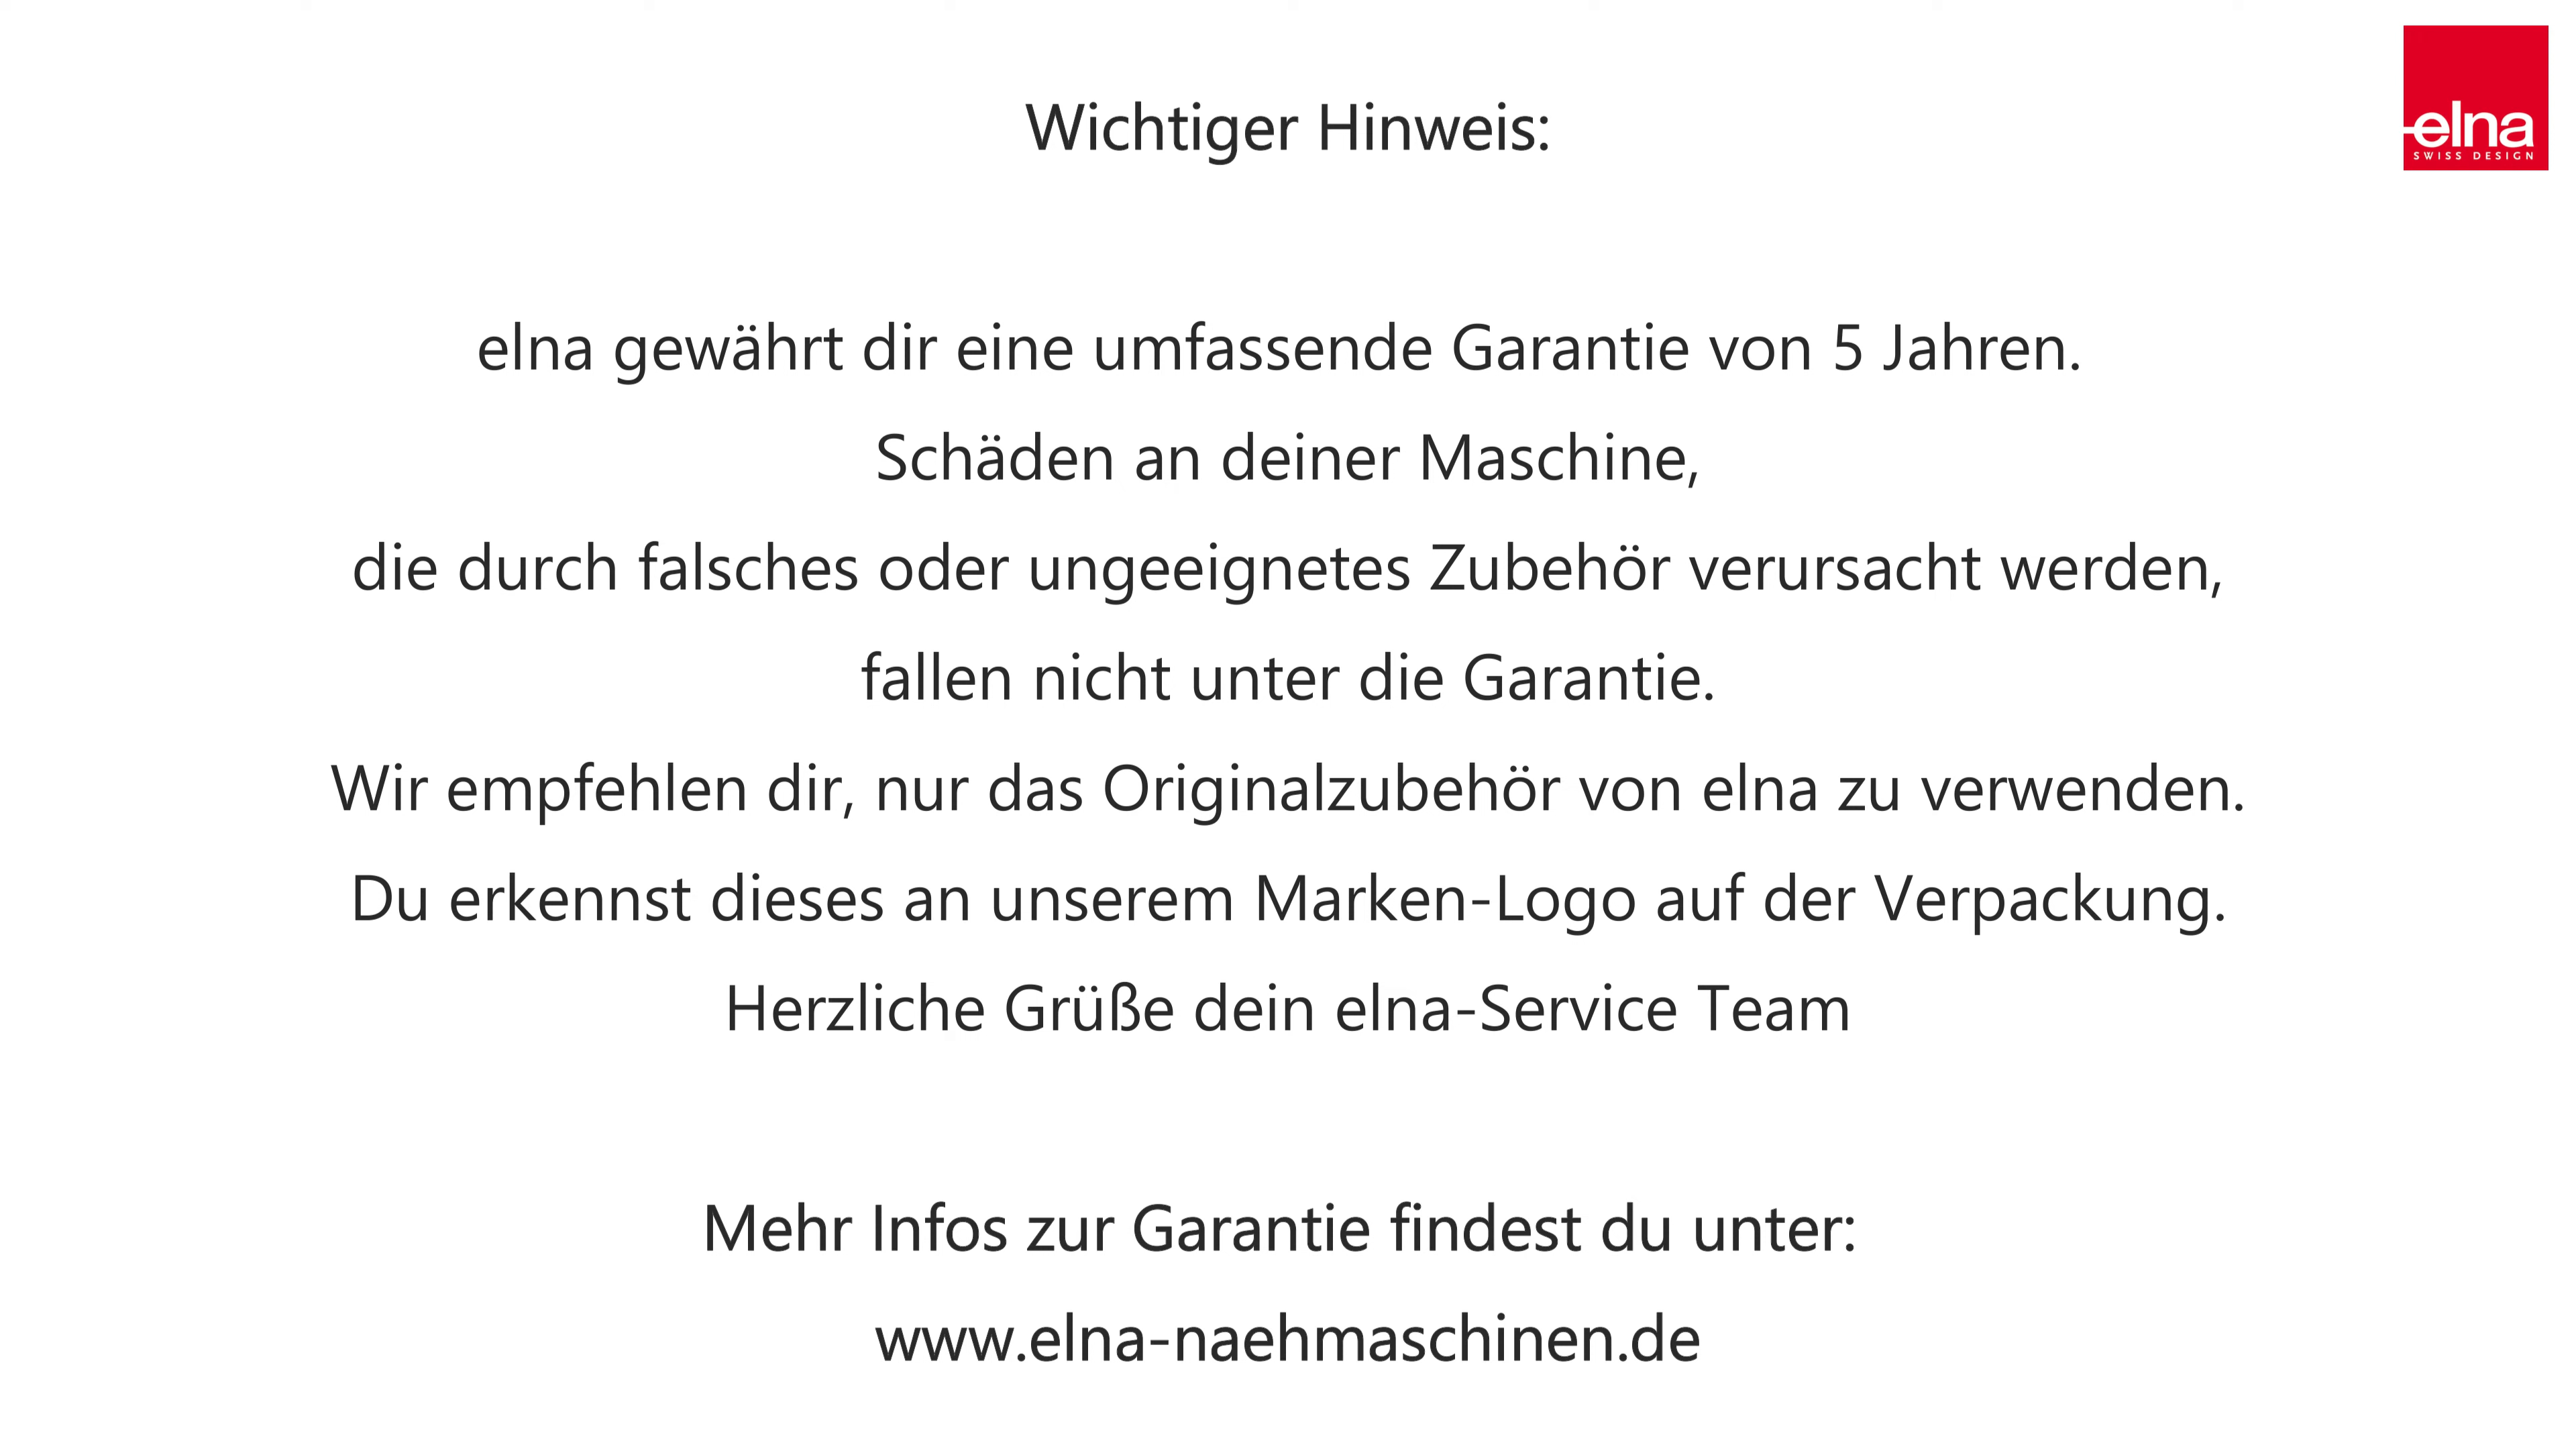 Wichtiger Hinweis:
elna
SWISS DESIGN
elna gewährt dir eine umfassende Garantie von 5 Jahren.
Schäden an deiner Maschine,
die durch falsches oder ungeeignetes Zubehör verursacht werden,
fallen nicht unter die Garantie.
Wir empfehlen dir, nur das Originalzubehör von elna zu verwenden.
Du erkennst dieses an unserem Marken-Logo auf der Verpackung.
Herzliche Grüße dein elna-Service Team
Mehr Infos zur Garantie findest du unter:
www.elna-naehmaschinen.de